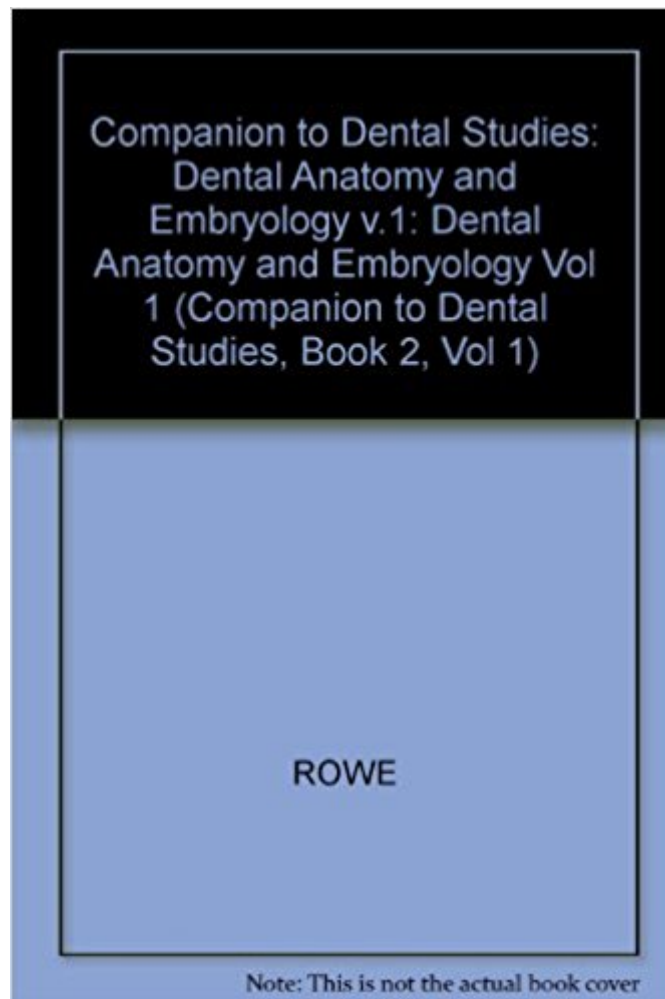 Companion to Dental Studies:
Dental Anatomy and
Embryology v.1: Dental
Anatomy and Embryology Vol
1 (Companion to Dental
Studies, Book 2, Vol 1)
ROWE
Note: This is not the actual book cover